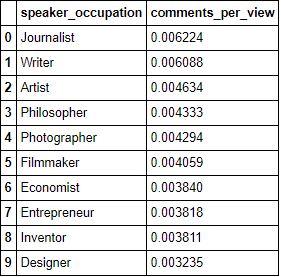 speaker_occupation comments_per_view
0 Journalist 0.006224
1 Writer 0.006088
2 Artist 0.004634
3 Philosopher 0.004333
4 Photographer 0.004294
5 Filmmaker 0.004059
6 Economist 0.003840
7 Entrepreneur 0.003818
8 Inventor 0.003811
9 Designer 0.003235